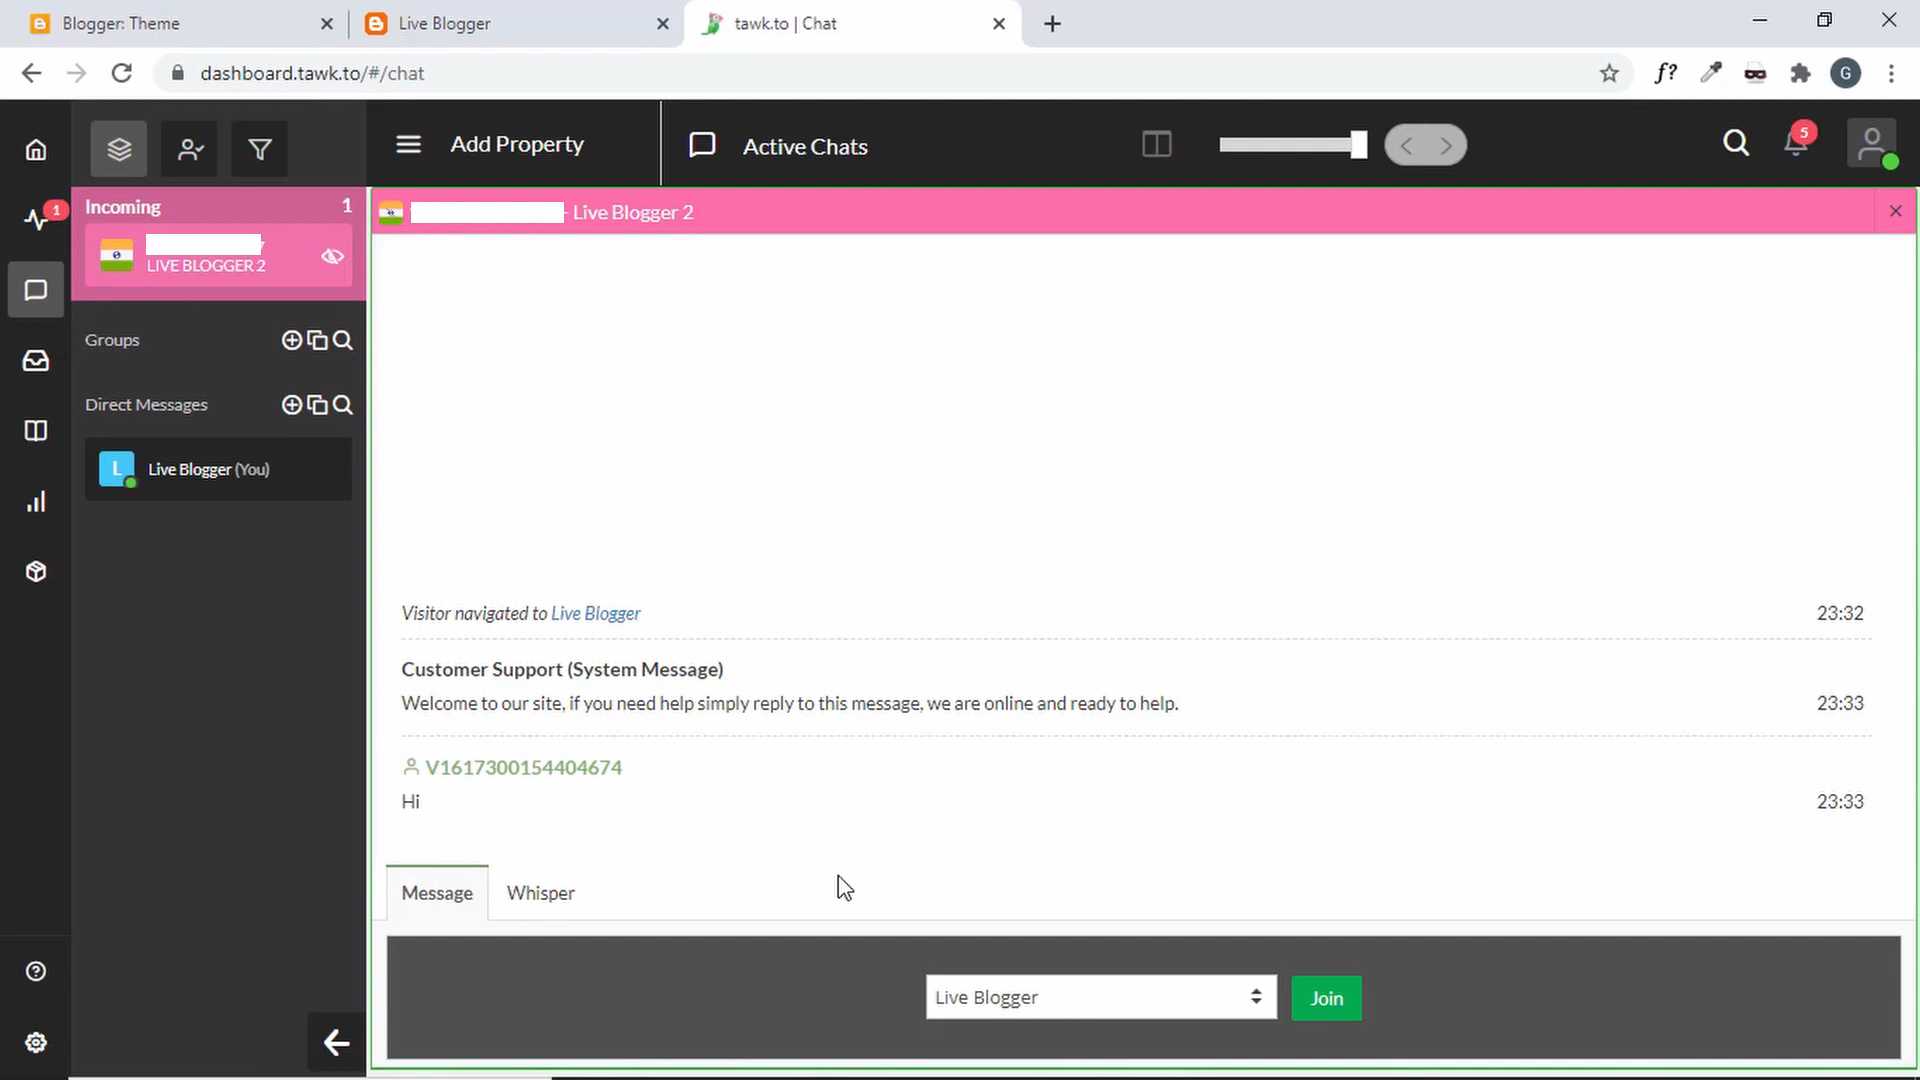 Blogger: Theme
Live Blogger
tawk.to | Chat
dashboard.tawk.to/#/chat
f?
G
Add Property
Active Chats
5
1
Incoming 1
LIVE BLOGGER 2
- Live Blogger 2
Groups
Direct Messages
L
Live Blogger (You)
Visitor navigated to Live Blogger 23:32
Customer Support (System Message)
Welcome to our site, if you need help simply reply to this message, we are online and ready to help. 23:33
V1617300154404674
Hi 23:33
Message
Whisper
Live Blogger
Join